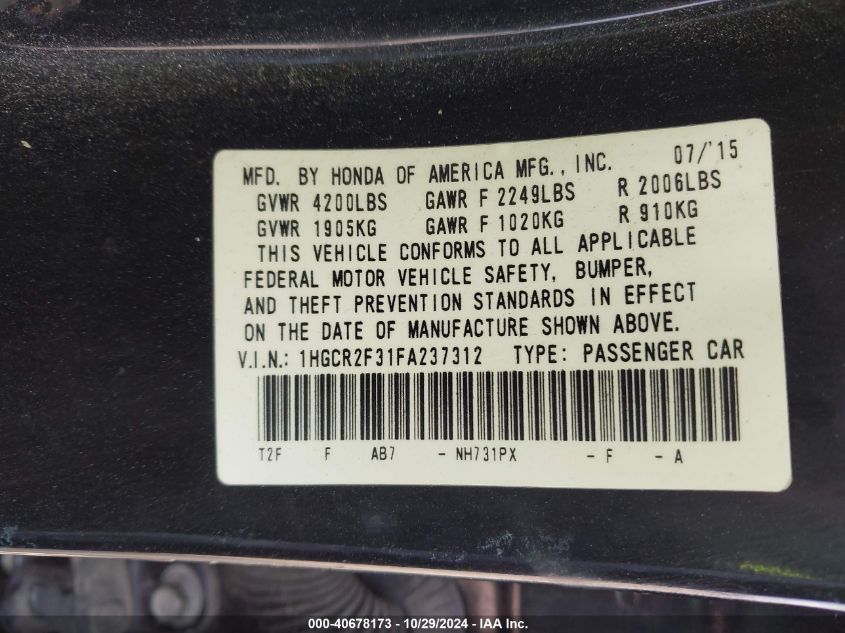 MFD. BY HONDA OF AMERICA MFG., INC. 07/'15
GVWR 4200LBS GAWR F 2249LBS R 2006LBS
GVWR 1905KG GAWR F 1020KG R 910KG
THIS VEHICLE CONFORMS TO ALL APPLICABLE
FEDERAL MOTOR VEHICLE SAFETY, BUMPER,
AND THEFT PREVENTION STANDARDS IN EFFECT
ON THE DATE OF MANUFACTURE SHOWN ABOVE.
V.I.N.: 1HGCR2F31FA237312 TYPE: PASSENGER CAR
T2F F AB7 - NH731PX - F - A
000-40678173 - 10/29/2024 - IAA Inc.